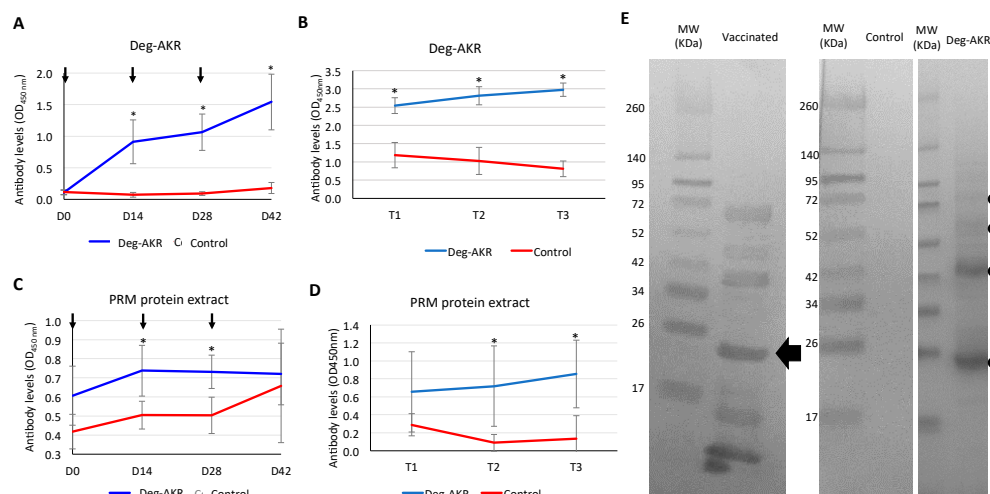 A
Deg-AKR
Antibody levels (OD450 nm)
2.0
1.5
1.0
0.5
0.0
*
*
*
D0
D14
D28
D42
Deg-AKR
Control
B
Deg-AKR
Antibody levels (OD450nm)
3.5
3.0
2.5
2.0
1.5
1.0
0.5
0.0
*
*
*
T1
T2
T3
Deg-AKR
Control
C
PRM protein extract
Antibody levels (OD450 nm)
1.0
0.9
0.8
0.7
0.6
0.5
0.4
0.3
*
*
D0
D14
D28
D42
Deg-AKR
Control
D
PRM protein extract
Antibody levels (OD450nm)
1.4
1.2
1.0
0.8
0.6
0.4
0.2
0.0
*
*
T1
T2
T3
Deg-AKR
Control
E
MW
(KDa)
Vaccinated
260
140
95
72
52
42
34
26
17
MW
(KDa)
Control
260
140
95
72
52
42
34
26
17
MW
(KDa)
Deg-AKR